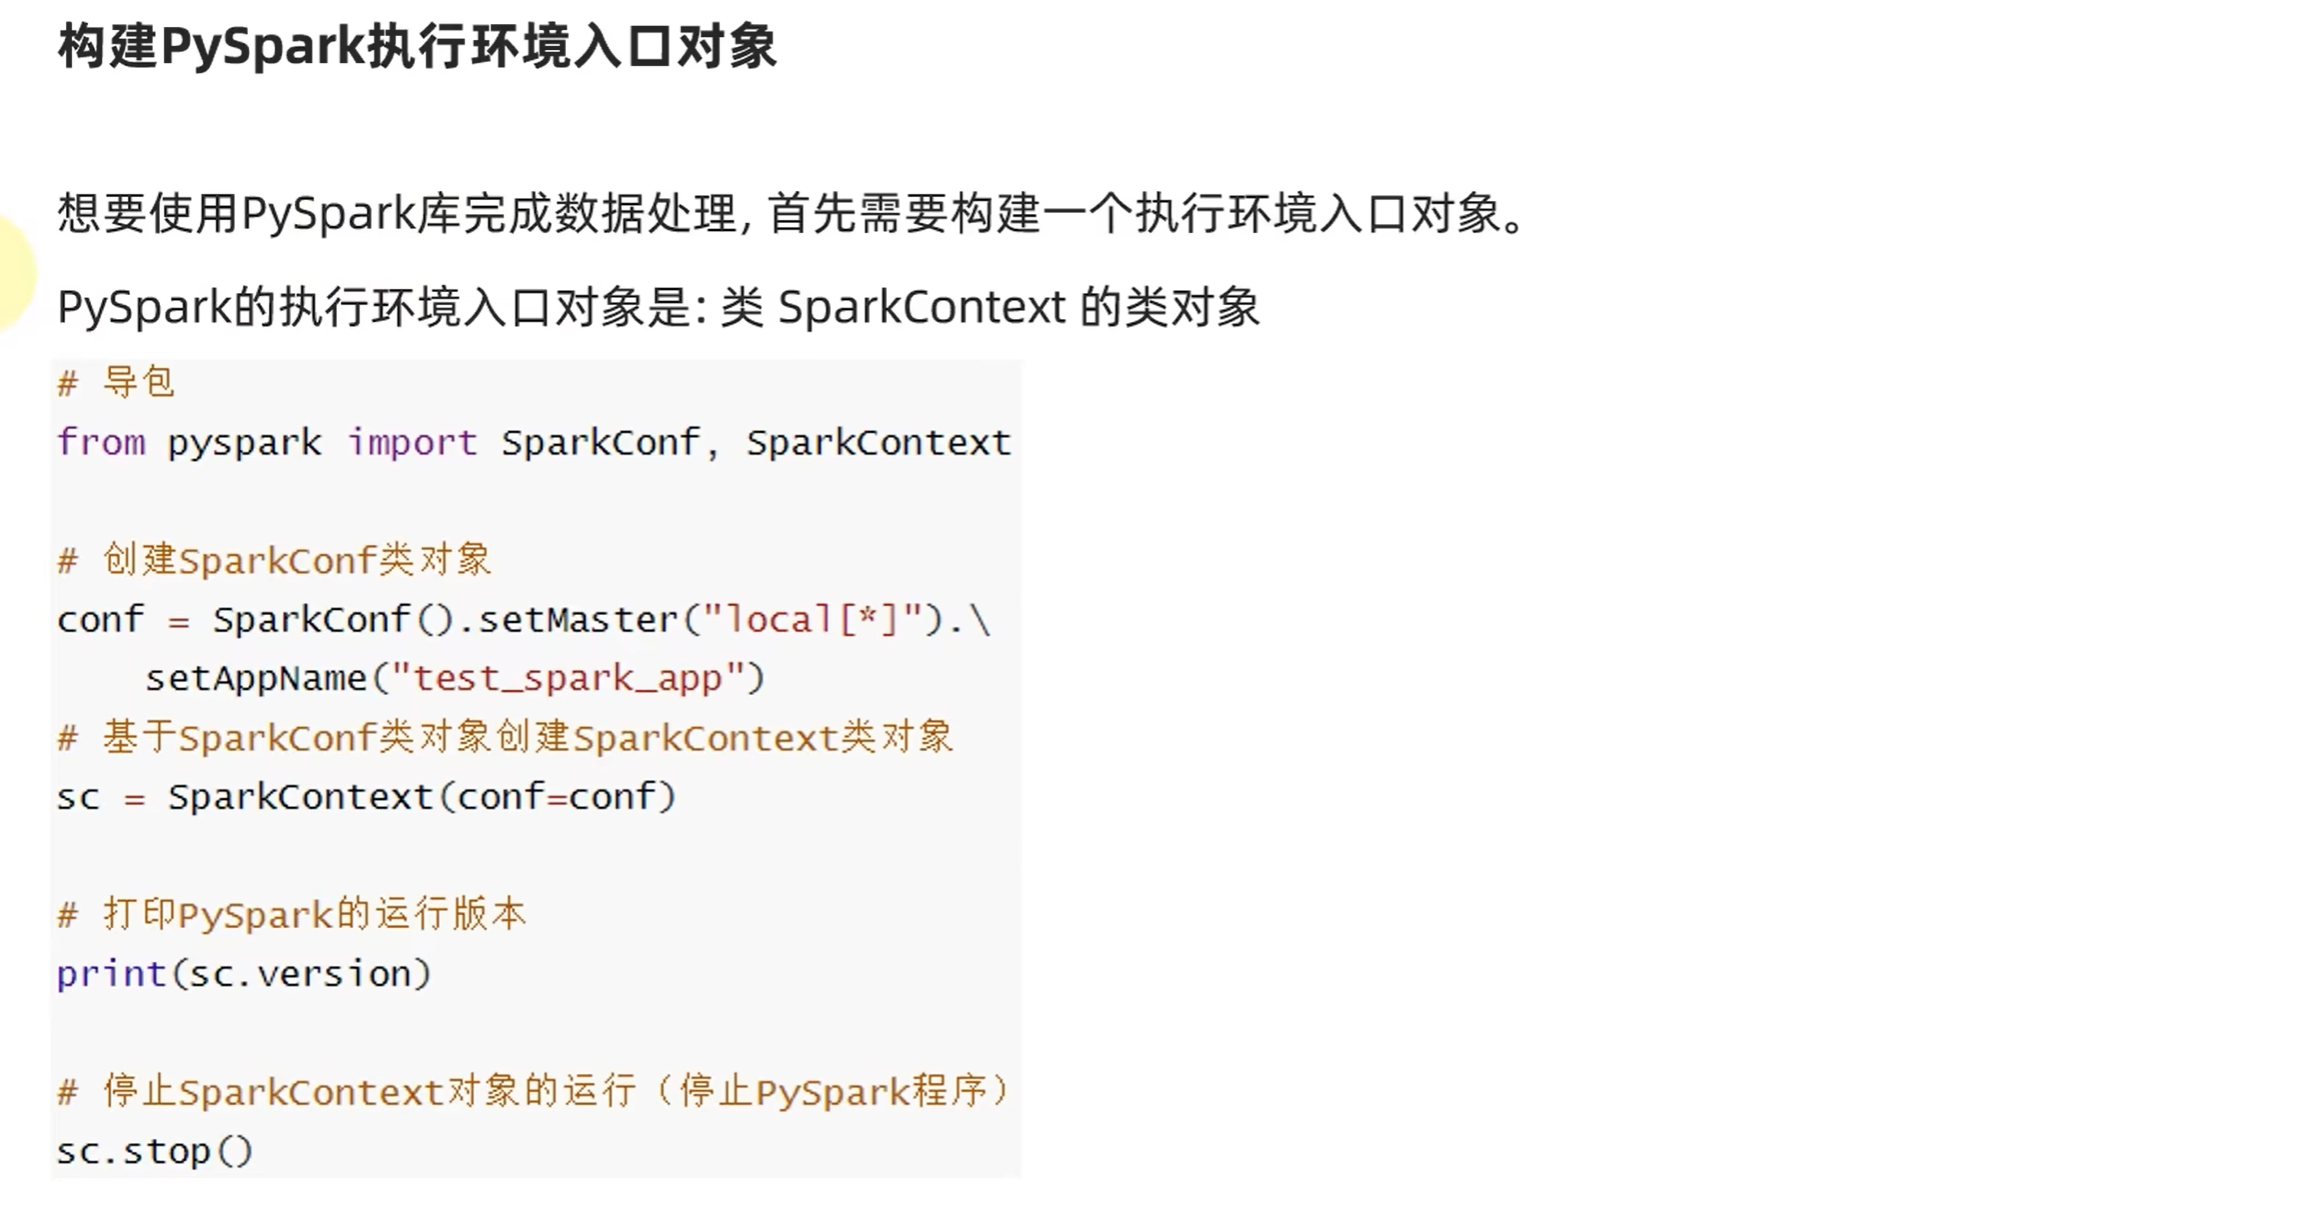 构建PySpark执行环境入口对象
想要使用PySpark库完成数据处理, 首先需要构建一个执行环境入口对象。
PySpark的执行环境入口对象是: 类 SparkContext 的类对象
# 导包
from pyspark import SparkConf, SparkContext
# 创建SparkConf类对象
conf = SparkConf().setMaster("local[*]").\
    setAppName("test_spark_app")
# 基于SparkConf类对象创建SparkContext类对象
sc = SparkContext(conf=conf)
# 打印PySpark的运行版本
print(sc.version)
# 停止SparkContext对象的运行（停止PySpark程序）
sc.stop()